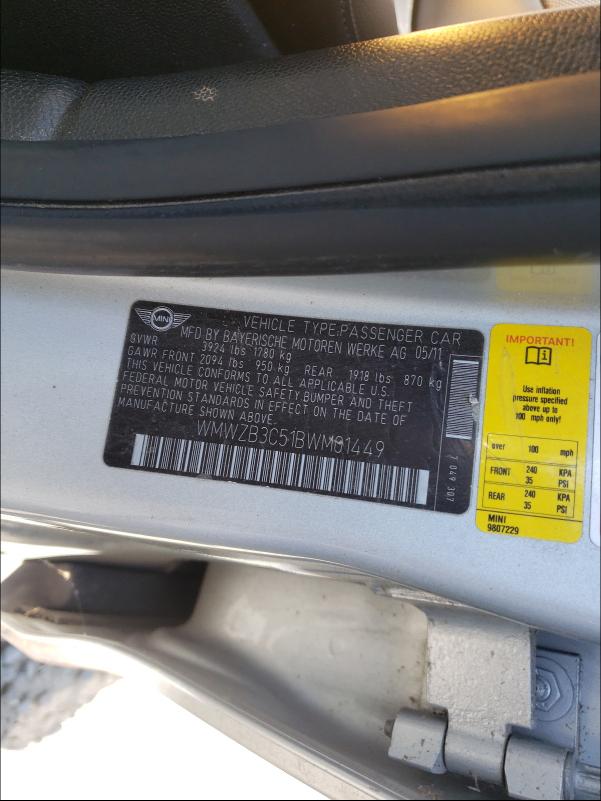 MINI
VEHICLE TYPE:PASSENGER CAR
MFD BY BAYERISCHE MOTOREN WERKE AG 05/11
GVWR 3924 lbs 1780 kg
GAWR FRONT 2094 lbs 950 kg REAR 1918 lbs 870 kg
THIS VEHICLE CONFORMS TO ALL APPLICABLE U.S.
FEDERAL MOTOR VEHICLE SAFETY BUMPER AND THEFT
PREVENTION STANDARDS IN EFFECT ON THE DATE OF
MANUFACTURE SHOWN ABOVE.
WMWZB3C51BWM81449
7 049 307
IMPORTANT!
Use inflation
pressure specified
above up to
100 mph only!
over 100 mph
FRONT 240 KPA
35 PSI
REAR 240 KPA
35 PSI
MINI
9807229